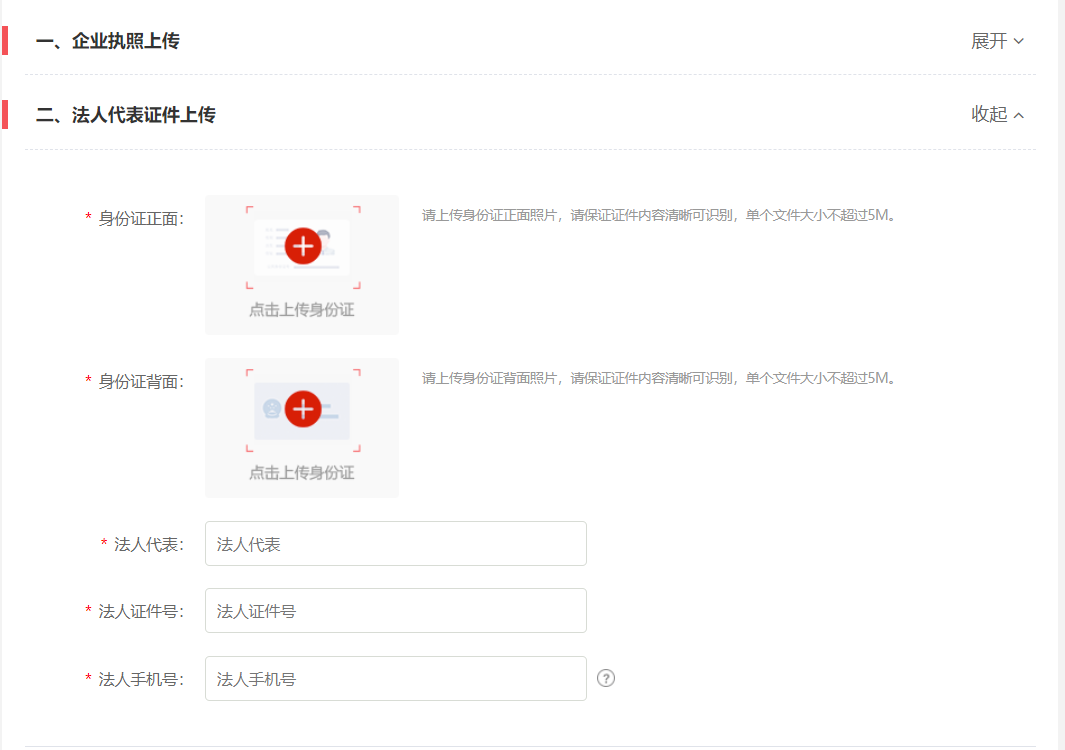 一、企业执照上传 展开
二、法人代表证件上传 收起
* 身份证正面： 请上传身份证正面照片，请保证证件内容清晰可识别，单个文件大小不超过5M。
点击上传身份证
* 身份证背面： 请上传身份证背面照片，请保证证件内容清晰可识别，单个文件大小不超过5M。
点击上传身份证
* 法人代表： 法人代表
* 法人证件号： 法人证件号
* 法人手机号： 法人手机号 ?